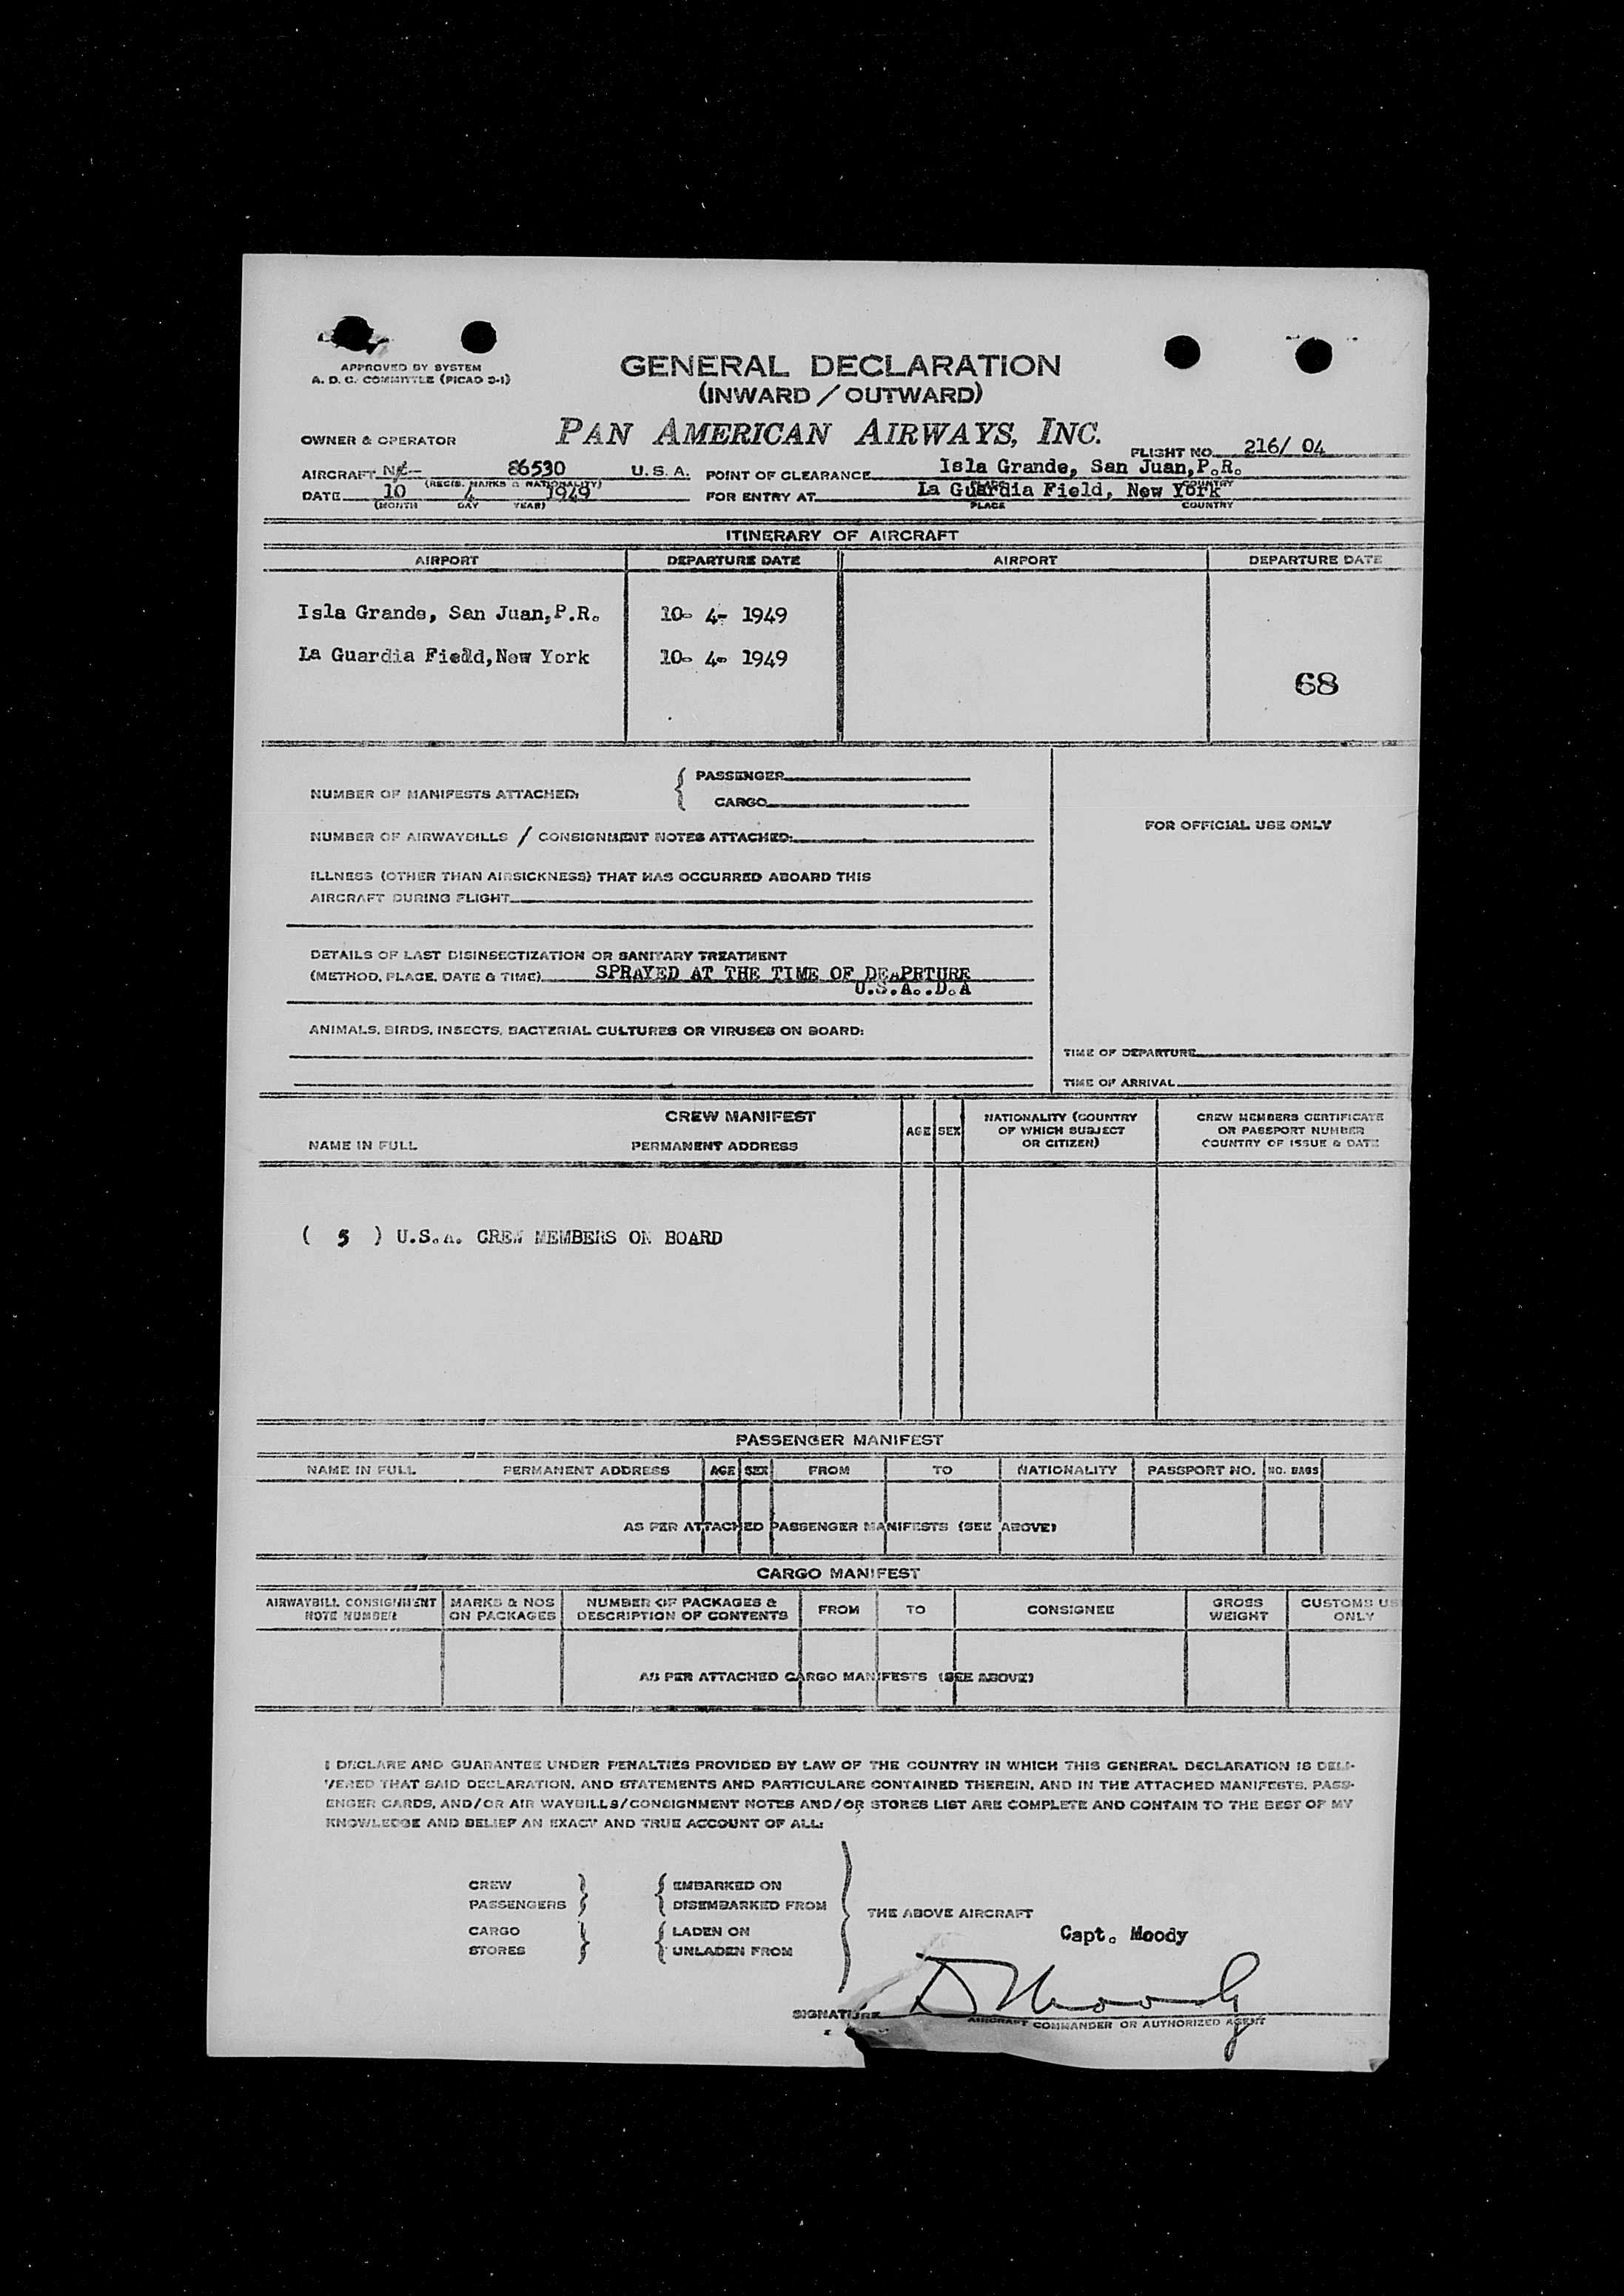 APPROVED BY SYSTEM
A. D. C. COMMITTEE (PICAO D-1)
GENERAL DECLARATION
(INWARD / OUTWARD)
OWNER & OPERATOR PAN AMERICAN AIRWAYS, INC. FLIGHT NO. 216/ 04
AIRCRAFT 86530 U. S. A. POINT OF CLEARANCE Isla Grande, San Juan,P.R.
(REGIS. MARKS & NATIONALITY) PLACE COUNTRY
DATE 10 4 1949 FOR ENTRY AT La Guardia Field, New York
(MONTH DAY YEAR) PLACE COUNTRY
ITINERARY OF AIRCRAFT
AIRPORT DEPARTURE DATE AIRPORT DEPARTURE DATE
Isla Grande, San Juan,P.R. 10- 4- 1949
La Guardia Field,New York 10- 4- 1949
68
NUMBER OF MANIFESTS ATTACHED: { PASSENGER
CARGO
NUMBER OF AIRWAYBILLS / CONSIGNMENT NOTES ATTACHED:
FOR OFFICIAL USE ONLY
ILLNESS (OTHER THAN AIRSICKNESS) THAT HAS OCCURRED ABOARD THIS
AIRCRAFT DURING FLIGHT
DETAILS OF LAST DISINSECTIZATION OR SANITARY TREATMENT
(METHOD, PLACE, DATE & TIME) SPRAYED AT THE TIME OF DEAPRTURE
U.S.A..D.A
ANIMALS, BIRDS, INSECTS, BACTERIAL CULTURES OR VIRUSES ON BOARD:
TIME OF DEPARTURE
TIME OF ARRIVAL
CREW MANIFEST
NAME IN FULL PERMANENT ADDRESS AGE SEX NATIONALITY (COUNTRY OF WHICH SUBJECT OR CITIZEN) CREW MEMBERS CERTIFICATE OR PASSPORT NUMBER COUNTRY OF ISSUE & DATE
( 5 ) U.S.A. CREW MEMBERS ON BOARD
PASSENGER MANIFEST
NAME IN FULL PERMANENT ADDRESS AGE SEX FROM TO NATIONALITY PASSPORT NO. NO. BAGS
AS PER ATTACHED PASSENGER MANIFESTS (SEE ABOVE)
CARGO MANIFEST
AIRWAYBILL CONSIGNMENT NOTE NUMBER MARKS & NOS ON PACKAGES NUMBER OF PACKAGES & DESCRIPTION OF CONTENTS FROM TO CONSIGNEE GROSS WEIGHT CUSTOMS US ONLY
AS PER ATTACHED CARGO MANIFESTS (SEE ABOVE)
I DECLARE AND GUARANTEE UNDER PENALTIES PROVIDED BY LAW OF THE COUNTRY IN WHICH THIS GENERAL DECLARATION IS DELI-
VERED THAT SAID DECLARATION, AND STATEMENTS AND PARTICULARS CONTAINED THEREIN, AND IN THE ATTACHED MANIFESTS, PASS-
ENGER CARDS, AND/OR AIR WAYBILLS/CONSIGNMENT NOTES AND/OR STORES LIST ARE COMPLETE AND CONTAIN TO THE BEST OF MY
KNOWLEDGE AND BELIEF AN EXACT AND TRUE ACCOUNT OF ALL:
CREW } { EMBARKED ON
PASSENGERS } { DISEMBARKED FROM
THE ABOVE AIRCRAFT
CARGO } { LADEN ON
STORES } { UNLADEN FROM
Capt. Moody
SIGNATURE D Moody
AIRCRAFT COMMANDER OR AUTHORIZED AGENT